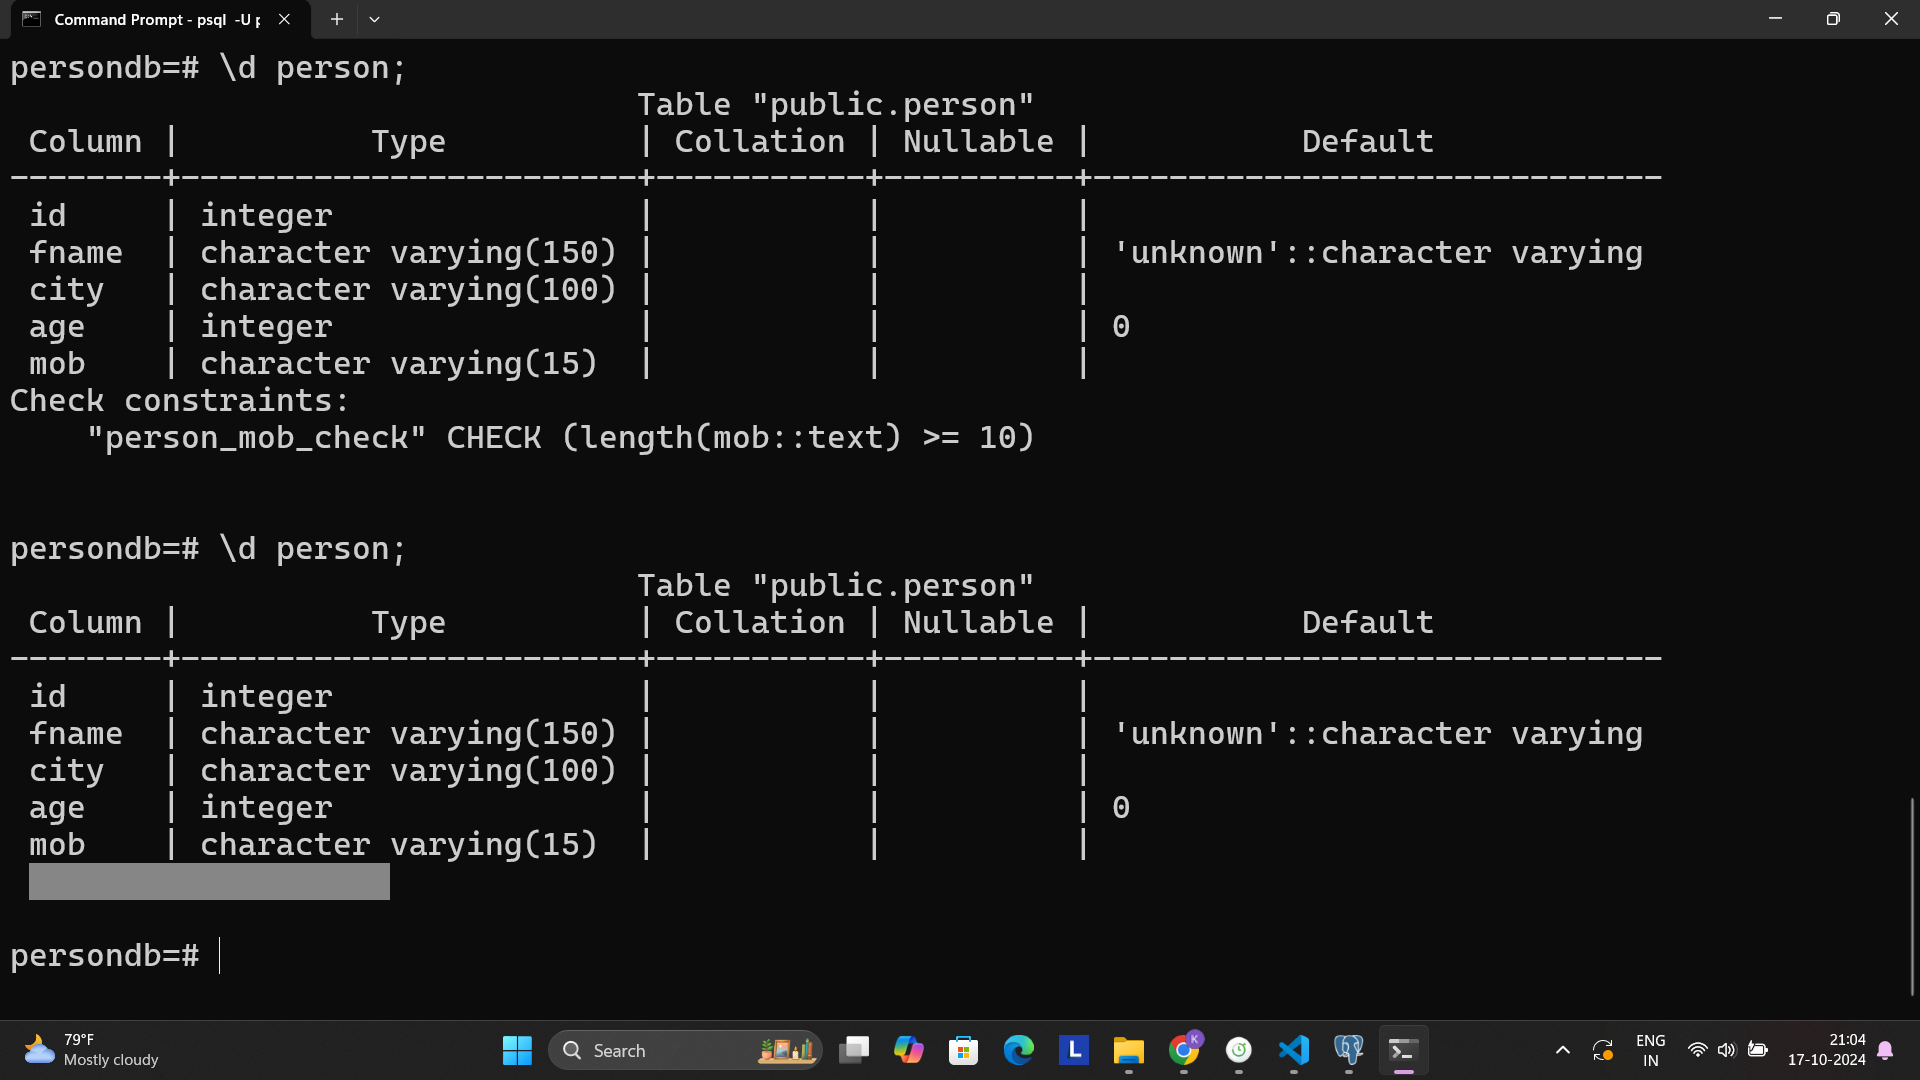 Command Prompt - psql -U p
persondb=# \d person;
Table "public.person"
Column | Type | Collation | Nullable | Default
--------+------------------------+-----------+----------+------------------------------
id | integer | | |
fname | character varying(150) | | | 'unknown'::character varying
city | character varying(100) | | |
age | integer | | | 0
mob | character varying(15) | | |
Check constraints:
"person_mob_check" CHECK (length(mob::text) >= 10)
persondb=# \d person;
Table "public.person"
Column | Type | Collation | Nullable | Default
--------+------------------------+-----------+----------+------------------------------
id | integer | | |
fname | character varying(150) | | | 'unknown'::character varying
city | character varying(100) | | |
age | integer | | | 0
mob | character varying(15) | | |
persondb=#
79°F
Mostly cloudy
Search
L
K
ENG
IN
21:04
17-10-2024